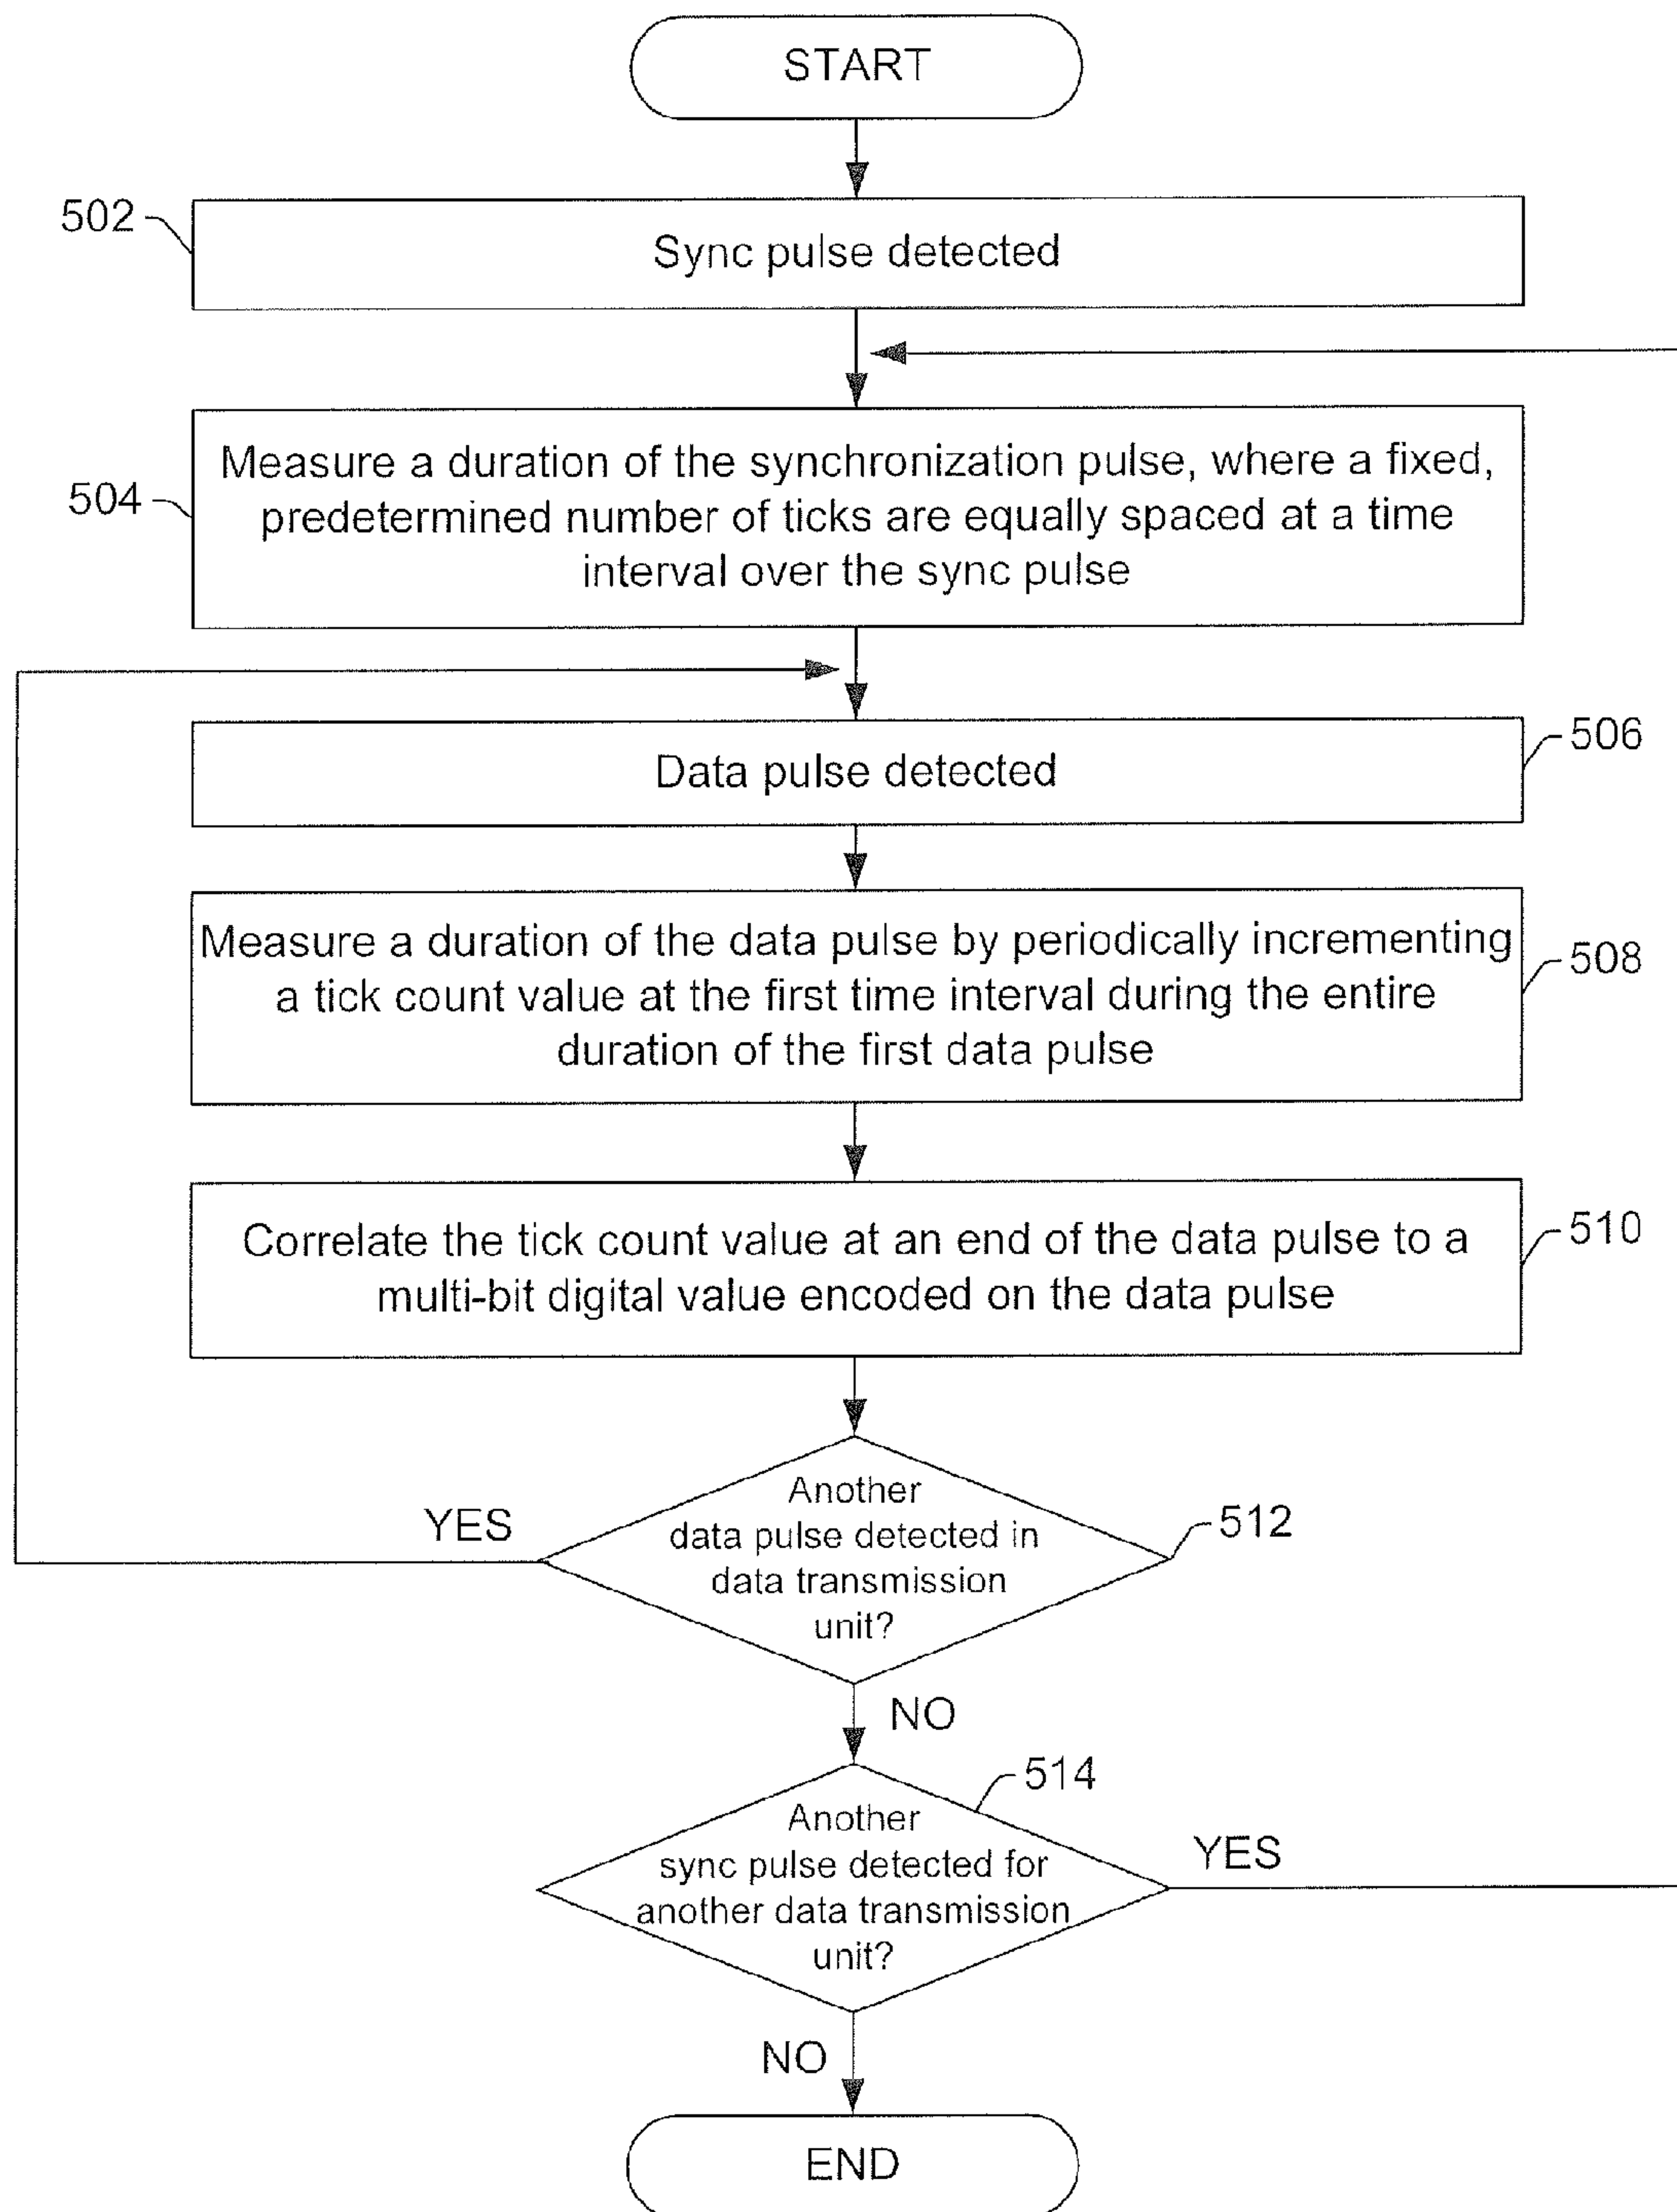 START
502
Sync pulse detected
504
Measure a duration of the synchronization pulse, where a fixed,
predetermined number of ticks are equally spaced at a time
interval over the sync pulse
506
Data pulse detected
508
Measure a duration of the data pulse by periodically incrementing
a tick count value at the first time interval during the entire
duration of the first data pulse
510
Correlate the tick count value at an end of the data pulse to a
multi-bit digital value encoded on the data pulse
YES
Another
data pulse detected in
data transmission
unit?
512
NO
514
Another
sync pulse detected for
another data transmission
unit?
YES
NO
END